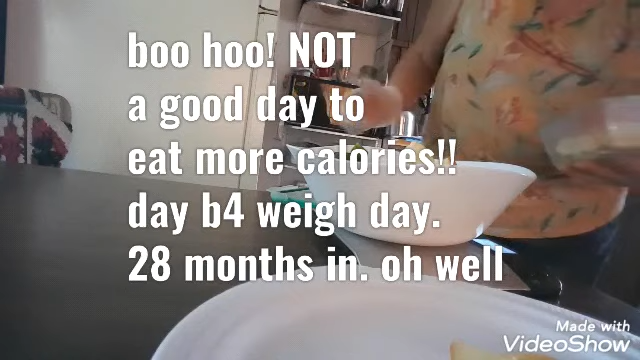 boo hoo! NOT
a good day to
eat more calories!!
day b4 weigh day.
28 months in. oh well
Made with
VideoShow